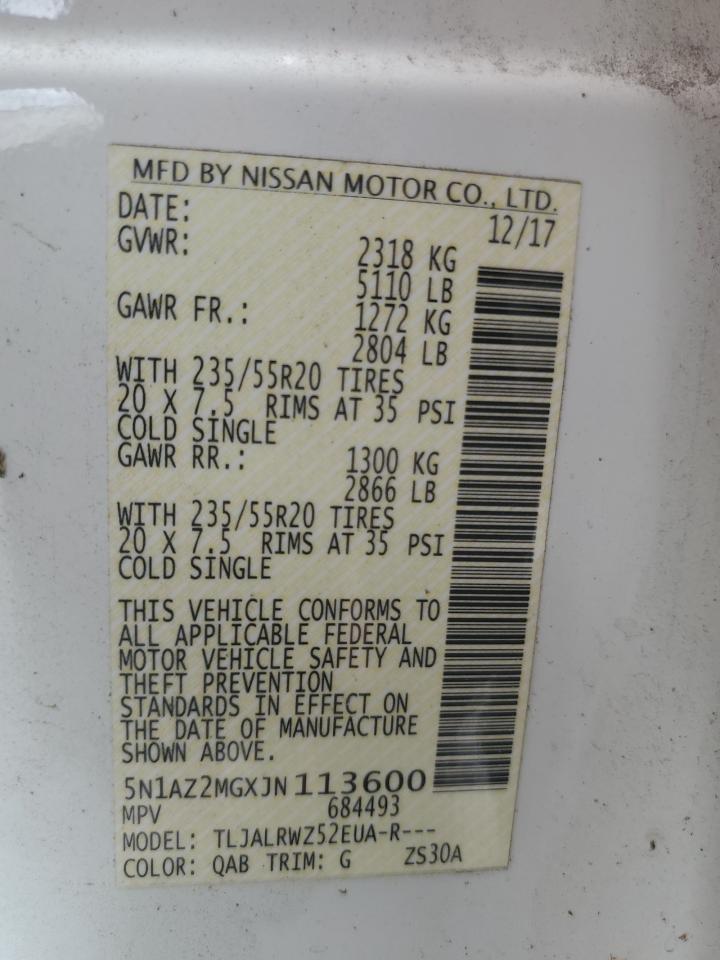 MFD BY NISSAN MOTOR CO., LTD.
DATE: 12/17
GVWR: 2318 KG
5110 LB
GAWR FR.: 1272 KG
2804 LB
WITH 235/55R20 TIRES
20 X 7.5 RIMS AT 35 PSI
COLD SINGLE
GAWR RR.: 1300 KG
2866 LB
WITH 235/55R20 TIRES
20 X 7.5 RIMS AT 35 PSI
COLD SINGLE
THIS VEHICLE CONFORMS TO
ALL APPLICABLE FEDERAL
MOTOR VEHICLE SAFETY AND
THEFT PREVENTION
STANDARDS IN EFFECT ON
THE DATE OF MANUFACTURE
SHOWN ABOVE.
5N1AZ2MGXJN113600
MPV 684493
MODEL: TLJALRWZ52EUA-R---
COLOR: QAB TRIM: G ZS30A